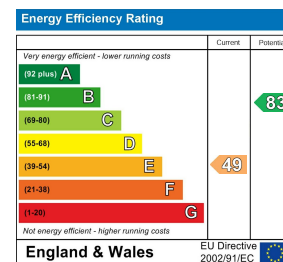 Energy Efficiency Rating
Current Potentia
Very energy efficient - lower running costs
(92 plus) A
(81-91) B
83
(69-80) C
(55-68) D
(39-54) E
49
(21-38) F
(1-20) G
Not energy efficient - higher running costs
England & Wales
EU Directive
2002/91/EC